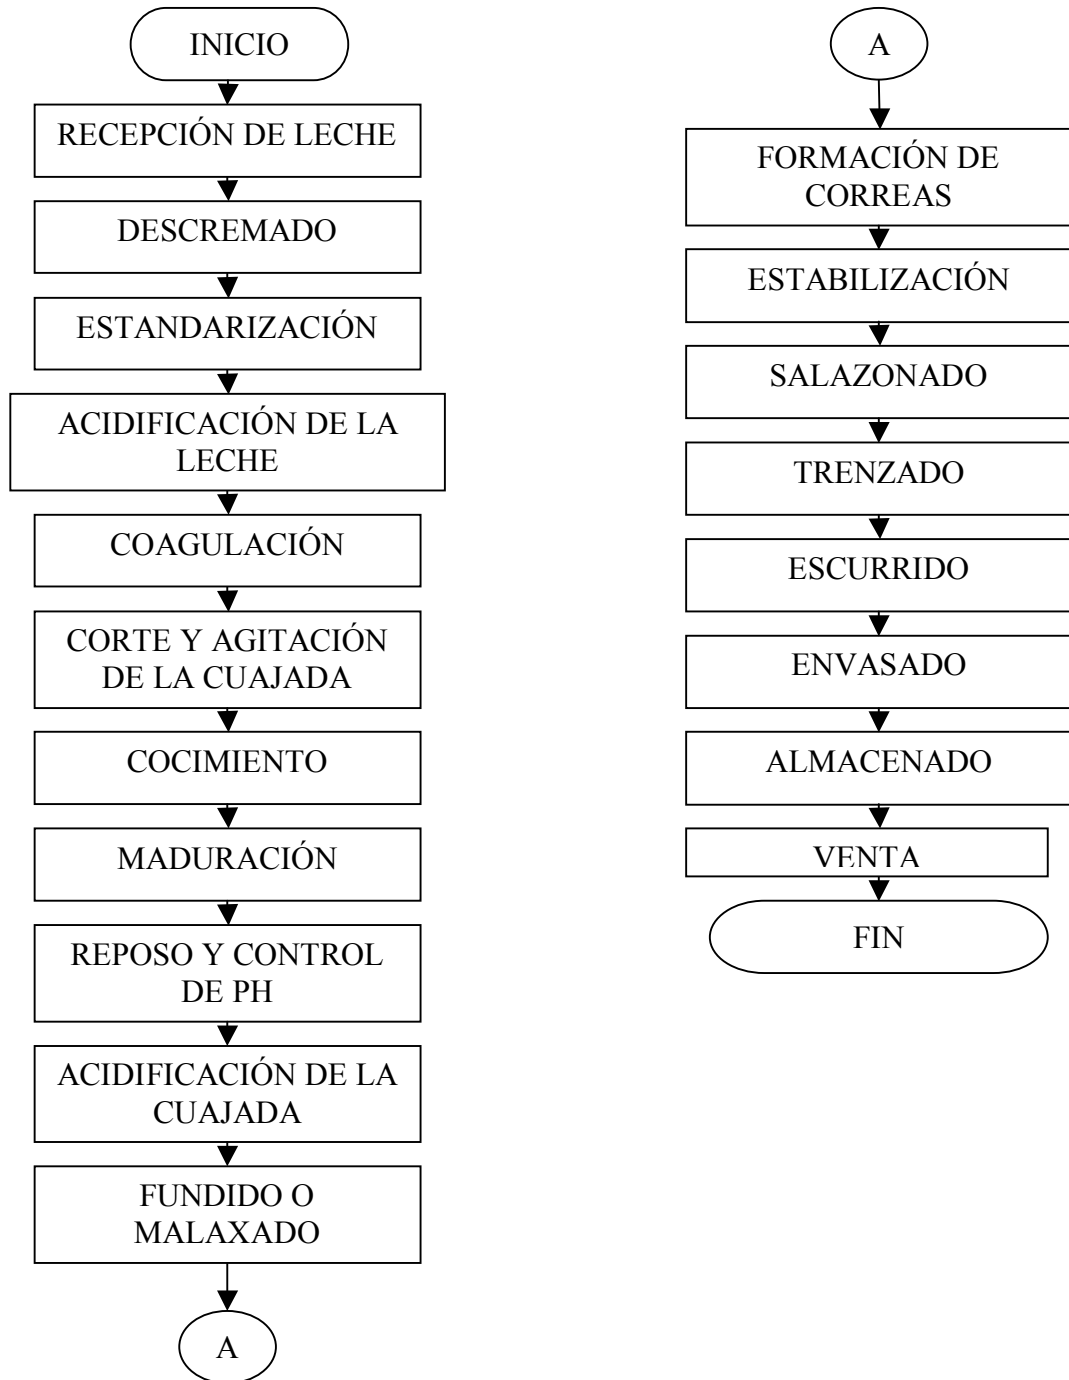 INICIO
RECEPCIÓN DE LECHE
DESCREMADO
ESTANDARIZACIÓN
ACIDIFICACIÓN DE LA
LECHE
COAGULACIÓN
CORTE Y AGITACIÓN
DE LA CUAJADA
COCIMIENTO
MADURACIÓN
REPOSO Y CONTROL
DE PH
ACIDIFICACIÓN DE LA
CUAJADA
FUNDIDO O
MALAXADO
A
A
FORMACIÓN DE
CORREAS
ESTABILIZACIÓN
SALAZONADO
TRENZADO
ESCURRIDO
ENVASADO
ALMACENADO
VENTA
FIN